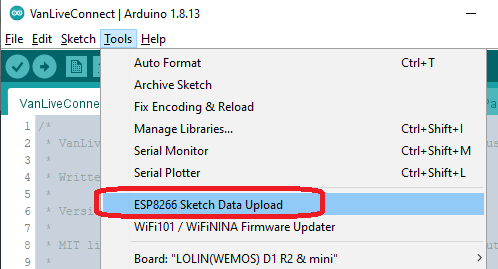 VanLiveConnect | Arduino 1.8.13
File Edit Sketch Tools Help
Auto Format Ctrl+T
VanLiveConnect Archive Sketch
Fix Encoding & Reload
1 /*
Manage Libraries... Ctrl+Shift+I
2 * VanLiv
Serial Monitor Ctrl+Shift+M
3 *
Serial Plotter Ctrl+Shift+L
4 * Writte
5 *
ESP8266 Sketch Data Upload
6 * Versi
WiFi101 / WiFiNINA Firmware Updater
7 *
8 * MIT li
Board: "LOLIN(WEMOS) D1 R2 & mini"
9 *